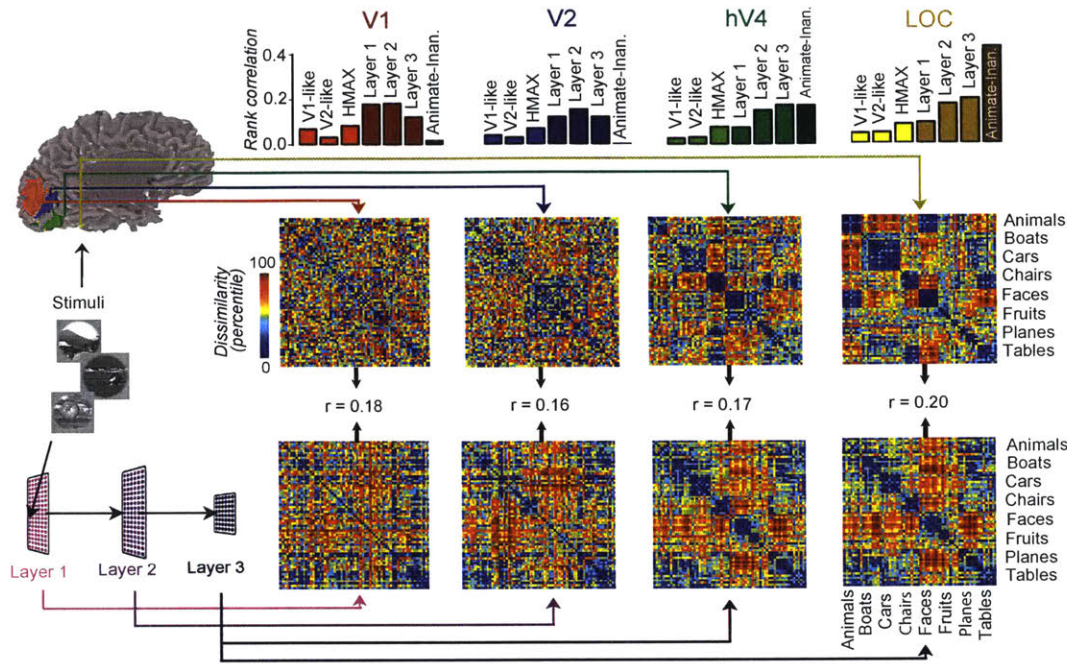 V1 V2 hV4 LOC
Rank correlation
0.4
0.2
0.0
V1-like
V2-like
HMAX
Layer 1
Layer 2
Layer 3
Animate-Inan.
V1-like
V2-like
HMAX
Layer 1
Layer 2
Layer 3
Animate-Inan.
V1-like
V2-like
HMAX
Layer 1
Layer 2
Layer 3
Animate-Inan.
V1-like
V2-like
HMAX
Layer 1
Layer 2
Layer 3
Animate-Inan.
Stimuli
Dissimilarity
(percentile)
100
0
Animals
Boats
Cars
Chairs
Faces
Fruits
Planes
Tables
r = 0.18 r = 0.16 r = 0.17 r = 0.20
Animals
Boats
Cars
Chairs
Faces
Fruits
Planes
Tables
Layer 1 Layer 2 Layer 3
Animals
Boats
Cars
Chairs
Faces
Fruits
Planes
Tables